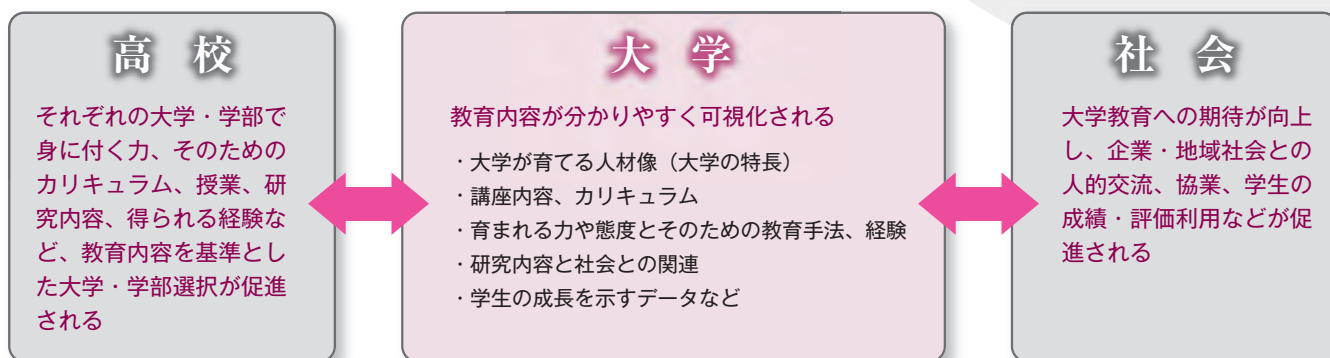 高 校
それぞれの大学・学部で
身に付く力、そのための
カリキュラム、授業、研
究内容、得られる経験な
ど、教育内容を基準とし
た大学・学部選択が促進
される
大 学
教育内容が分かりやすく可視化される
・大学が育てる人材像（大学の特長）
・講座内容、カリキュラム
・育まれる力や態度とそのための教育手法、経験
・研究内容と社会との関連
・学生の成長を示すデータなど
社 会
大学教育への期待が向上
し、企業・地域社会との
人的交流、協業、学生の
成績・評価利用などが促
進される